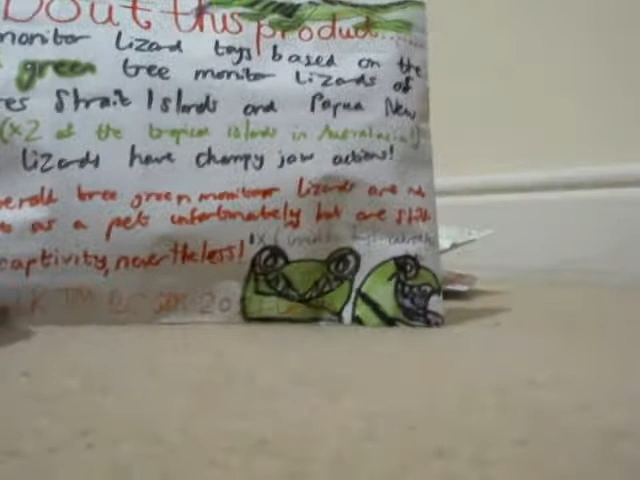 bout this product.....
monitor lizard toys based on the
green tree monitor lizards of
res Strait Islands and Papua New
(x2 of the tropical islands in Australasia!)
lizards have chompy jaw actions!
erald tree green monitor lizards are
as a pet unfortunately but are still
captivity, nevertheless!